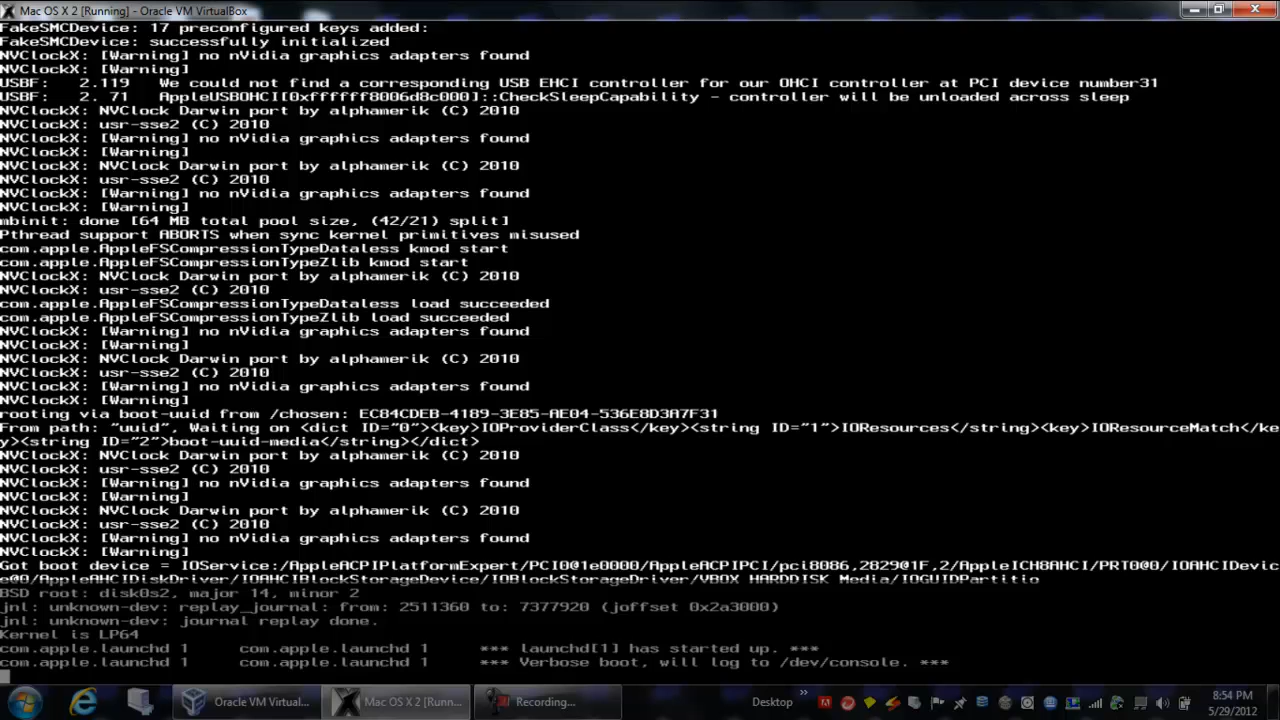 Mac OS X 2 [Running] - Oracle VM VirtualBox
FakeSMCDevice: 17 preconfigured keys added:
FakeSMCDevice: successfully initialized
NVClockX: [Warning] no nVidia graphics adapters found
NVClockX: [Warning]
USBF:   2.119   We could not find a corresponding USB EHCI controller for our OHCI controller at PCI device number31
USBF:   2. 71   AppleUSBOHCI[0xffffff8006d8c000]::CheckSleepCapability - controller will be unloaded across sleep
NVClockX: NVClock Darwin port by alphamerik (C) 2010
NVClockX: usr-sse2 (C) 2010
NVClockX: [Warning] no nVidia graphics adapters found
NVClockX: [Warning]
NVClockX: NVClock Darwin port by alphamerik (C) 2010
NVClockX: usr-sse2 (C) 2010
NVClockX: [Warning] no nVidia graphics adapters found
NVClockX: [Warning]
mbinit: done [64 MB total pool size, (42/21) split]
Pthread support ABORTS when sync kernel primitives misused
com.apple.AppleFSCompressionTypeDataless kmod start
com.apple.AppleFSCompressionTypeZlib kmod start
NVClockX: NVClock Darwin port by alphamerik (C) 2010
NVClockX: usr-sse2 (C) 2010
com.apple.AppleFSCompressionTypeDataless load succeeded
com.apple.AppleFSCompressionTypeZlib load succeeded
NVClockX: [Warning] no nVidia graphics adapters found
NVClockX: [Warning]
NVClockX: NVClock Darwin port by alphamerik (C) 2010
NVClockX: usr-sse2 (C) 2010
NVClockX: [Warning] no nVidia graphics adapters found
NVClockX: [Warning]
rooting via boot-uuid from /chosen: EC84CDEB-4189-3E85-AE04-536E8D3A7F31
From path: "uuid", Waiting on <dict ID="0"><key>IOProviderClass</key><string ID="1">IOResources</string><key>IOResourceMatch</ke
y><string ID="2">boot-uuid-media</string></dict>
NVClockX: NVClock Darwin port by alphamerik (C) 2010
NVClockX: usr-sse2 (C) 2010
NVClockX: [Warning] no nVidia graphics adapters found
NVClockX: [Warning]
NVClockX: NVClock Darwin port by alphamerik (C) 2010
NVClockX: usr-sse2 (C) 2010
NVClockX: [Warning] no nVidia graphics adapters found
NVClockX: [Warning]
Got boot device = IOService:/AppleACPIPlatformExpert/PCI0@1e0000/AppleACPIPCI/pci8086,2829@1F,2/AppleICH8AHCI/PRT0@0/IOAHCIDevic
e@0/AppleAHCIDiskDriver/IOAHCIBlockStorageDevice/IOBlockStorageDriver/VBOX HARDDISK Media/IOGUIDPartitio
BSD root: disk0s2, major 14, minor 2
jnl: unknown-dev: replay_journal: from: 2511360 to: 7377920 (joffset 0x2a3000)
jnl: unknown-dev: journal replay done.
Kernel is LP64
com.apple.launchd 1     com.apple.launchd 1     *** launchd[1] has started up. ***
com.apple.launchd 1     com.apple.launchd 1     *** Verbose boot, will log to /dev/console. ***
Oracle VM Virtual... Mac OS X 2 [Runn... Recording... Desktop » 8:54 PM
5/29/2012